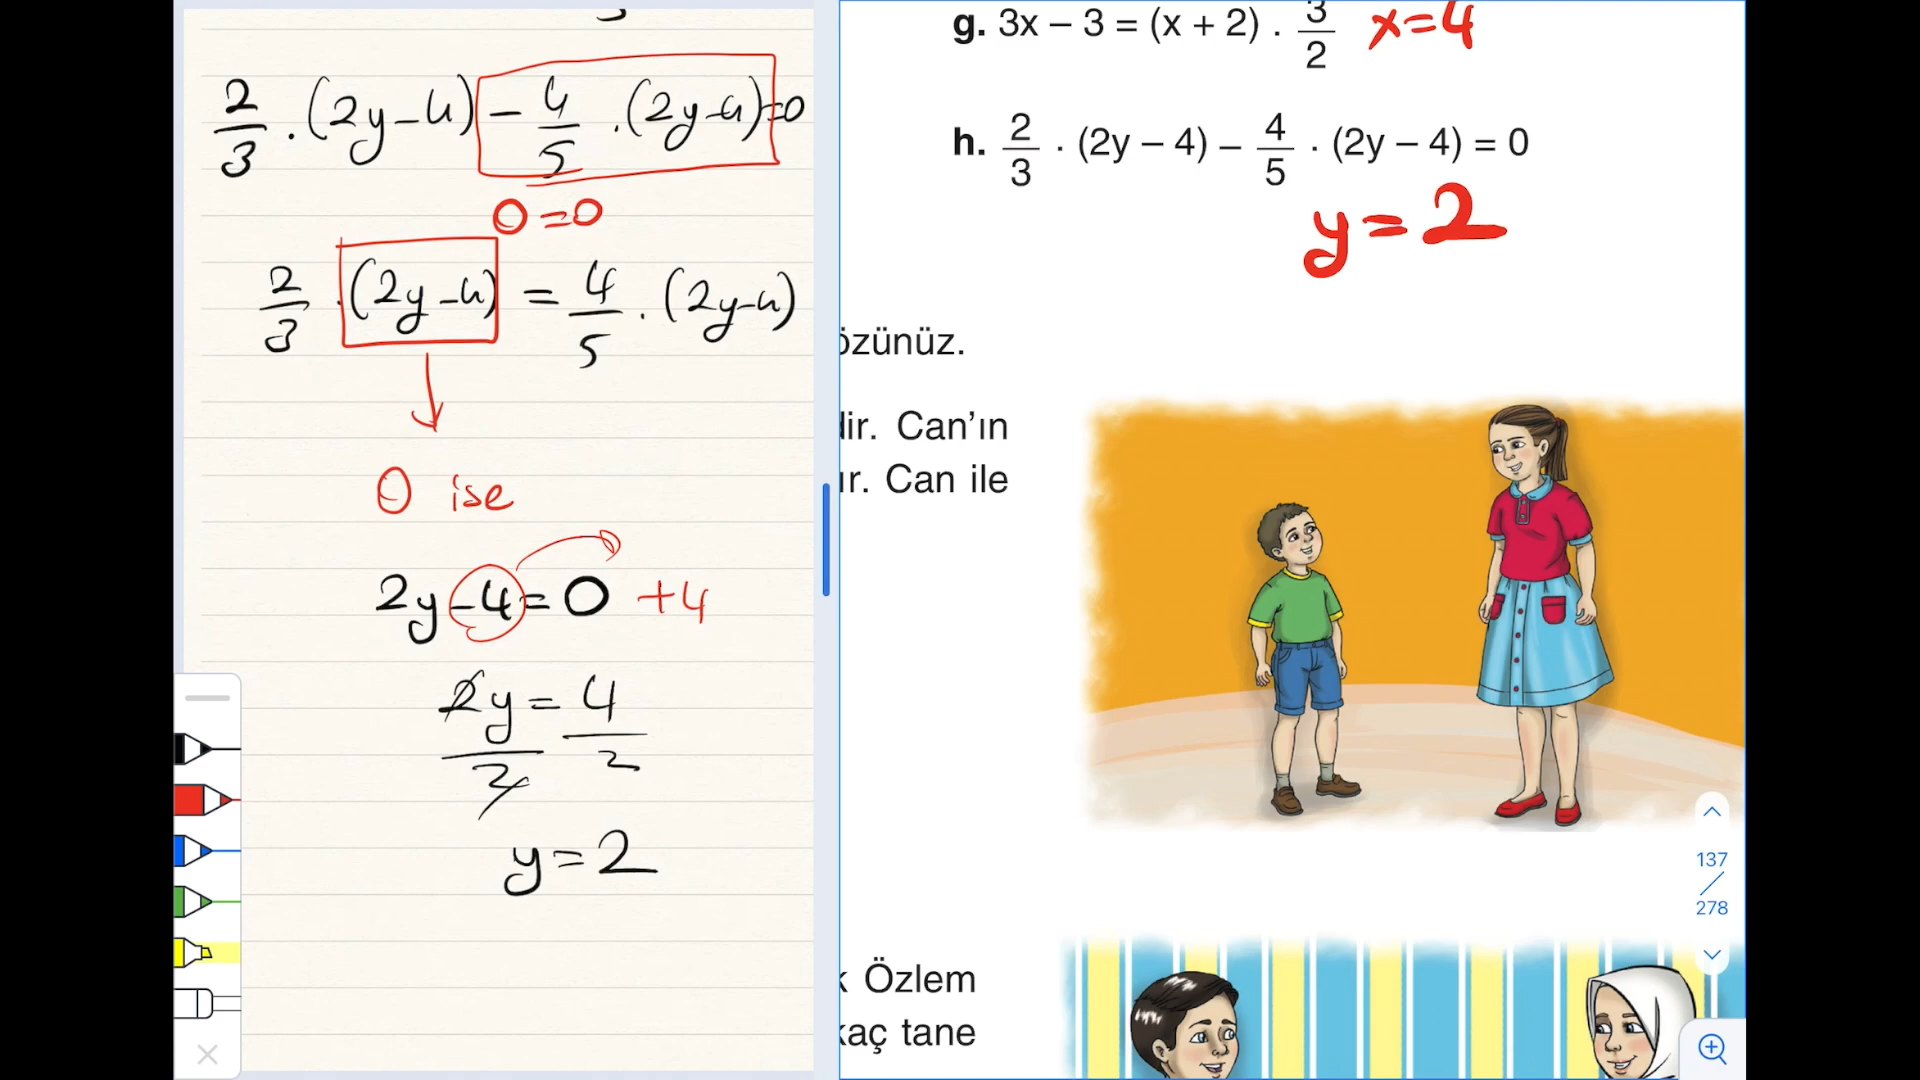 2/3 . (2y-4) - 4/5 . (2y-4)=0
0=0
2/3 . (2y-4) = 4/5 . (2y-4)
0 ise
2y-4=0 +4
2y/2 = 4/2
y=2
g. 3x – 3 = (x + 2) . 3/2 x=4
h. 2/3 · (2y – 4) – 4/5 · (2y – 4) = 0
y=2
özünüz.
dir. Can’ın
ır. Can ile
k Özlem
kaç tane
137
278